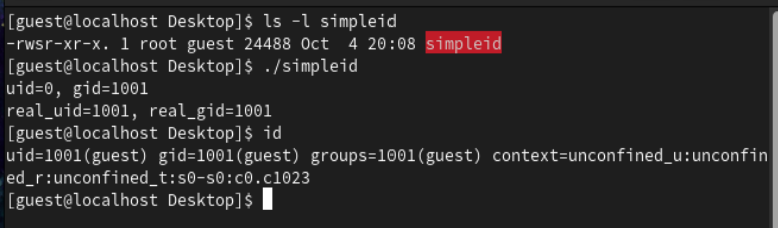 [guest@localhost Desktop]$ ls -l simpleid
-rwsr-xr-x. 1 root guest 24488 Oct  4 20:08 simpleid
[guest@localhost Desktop]$ ./simpleid
uid=0, gid=1001
real_uid=1001, real_gid=1001
[guest@localhost Desktop]$ id
uid=1001(guest) gid=1001(guest) groups=1001(guest) context=unconfined_u:unconfin
ed_r:unconfined_t:s0-s0:c0.c1023
[guest@localhost Desktop]$